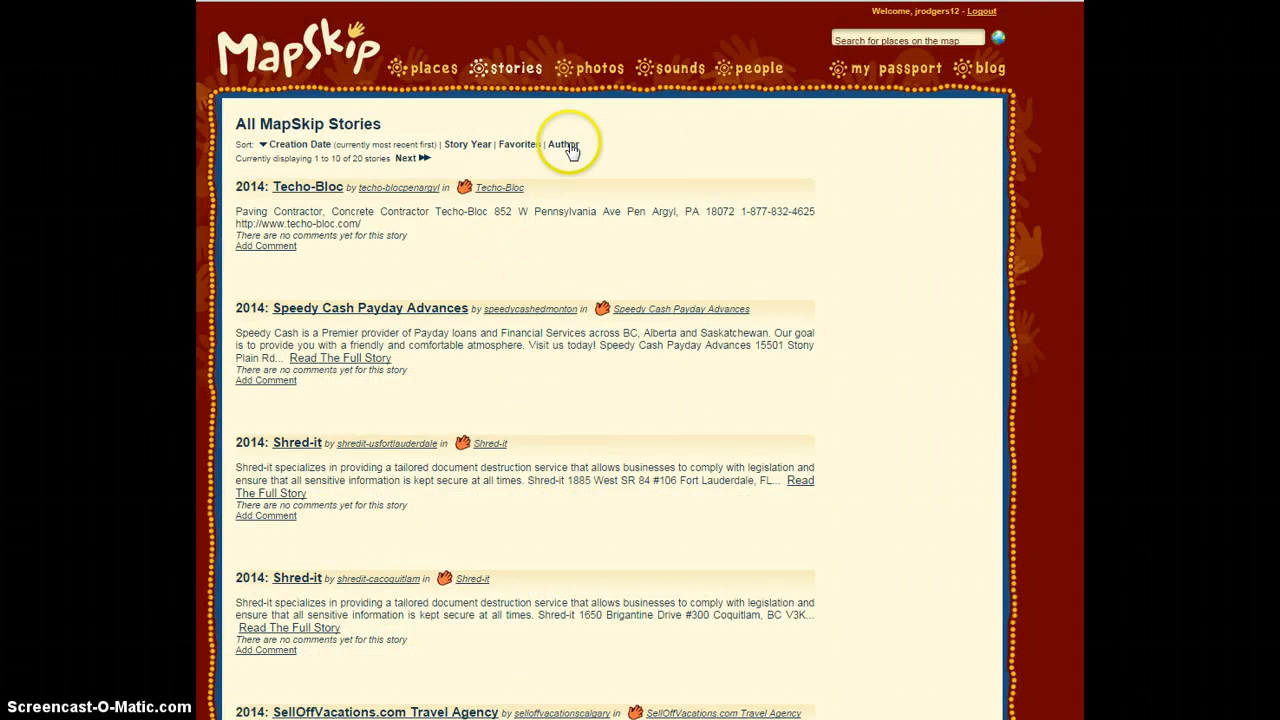 Welcome, jrodgers12 - Logout
MapSkip
Search for places on the map
places stories photos sounds people my passport blog
All MapSkip Stories
Sort: Creation Date (currently most recent first) | Story Year | Favorites | Author
Currently displaying 1 to 10 of 20 stories Next
2014: Techo-Bloc by techo-blocpenargyl in Techo-Bloc
Paving Contractor, Concrete Contractor Techo-Bloc 852 W Pennsylvania Ave Pen Argyl, PA 18072 1-877-832-4625
http://www.techo-bloc.com/
There are no comments yet for this story
Add Comment
2014: Speedy Cash Payday Advances by speedycashedmonton in Speedy Cash Payday Advances
Speedy Cash is a Premier provider of Payday loans and Financial Services across BC, Alberta and Saskatchewan. Our goal
is to provide you with a friendly and comfortable atmosphere. Visit us today! Speedy Cash Payday Advances 15501 Stony
Plain Rd... Read The Full Story
There are no comments yet for this story
Add Comment
2014: Shred-it by shredit-usfortlauderdale in Shred-it
Shred-it specializes in providing a tailored document destruction service that allows businesses to comply with legislation and
ensure that all sensitive information is kept secure at all times. Shred-it 1885 West SR 84 #106 Fort Lauderdale, FL... Read
The Full Story
There are no comments yet for this story
Add Comment
2014: Shred-it by shredit-cacoquitlam in Shred-it
Shred-it specializes in providing a tailored document destruction service that allows businesses to comply with legislation and
ensure that all sensitive information is kept secure at all times. Shred-it 1650 Brigantine Drive #300 Coquitlam, BC V3K...
Read The Full Story
There are no comments yet for this story
Add Comment
2014: SellOffVacations.com Travel Agency by selloffvacationscalgary in SellOffVacations.com Travel Agency
Screencast-O-Matic.com